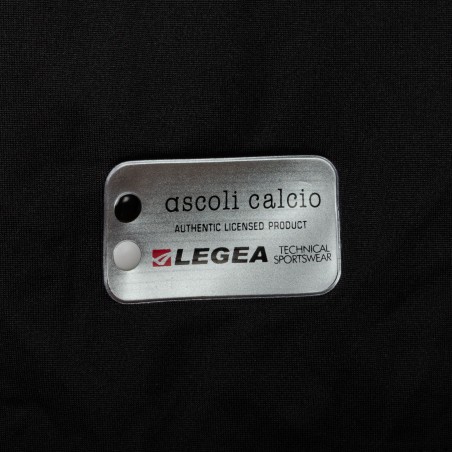 ascoli calcio
AUTHENTIC LICENSED PRODUCT
LEGEA TECHNICAL
SPORTSWEAR